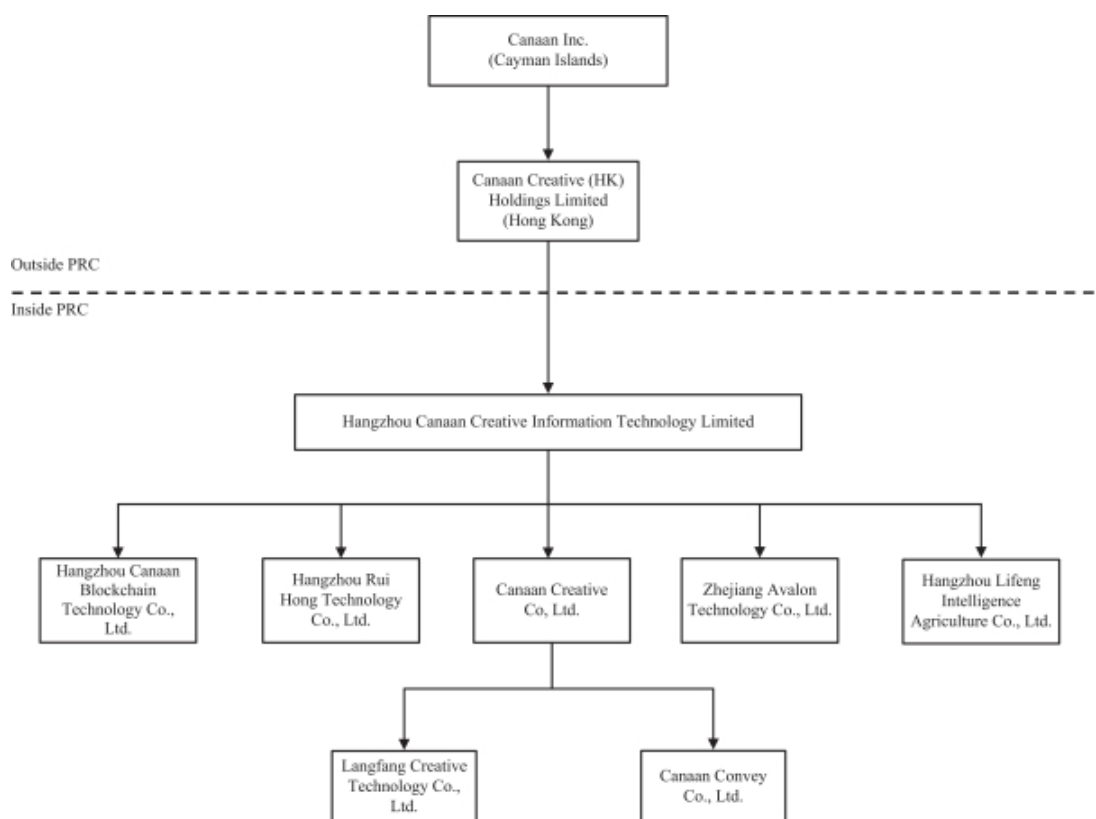 Canaan Inc.
(Cayman Islands)
Canaan Creative (HK)
Holdings Limited
(Hong Kong)
Outside PRC
Inside PRC
Hangzhou Canaan Creative Information Technology Limited
Hangzhou Canaan
Blockchain
Technology Co.,
Ltd.
Hangzhou Rui
Hong Technology
Co., Ltd.
Canaan Creative
Co, Ltd.
Zhejiang Avalon
Technology Co., Ltd.
Hangzhou Lifeng
Intelligence
Agriculture Co., Ltd.
Langfang Creative
Technology Co.,
Ltd.
Canaan Convey
Co., Ltd.